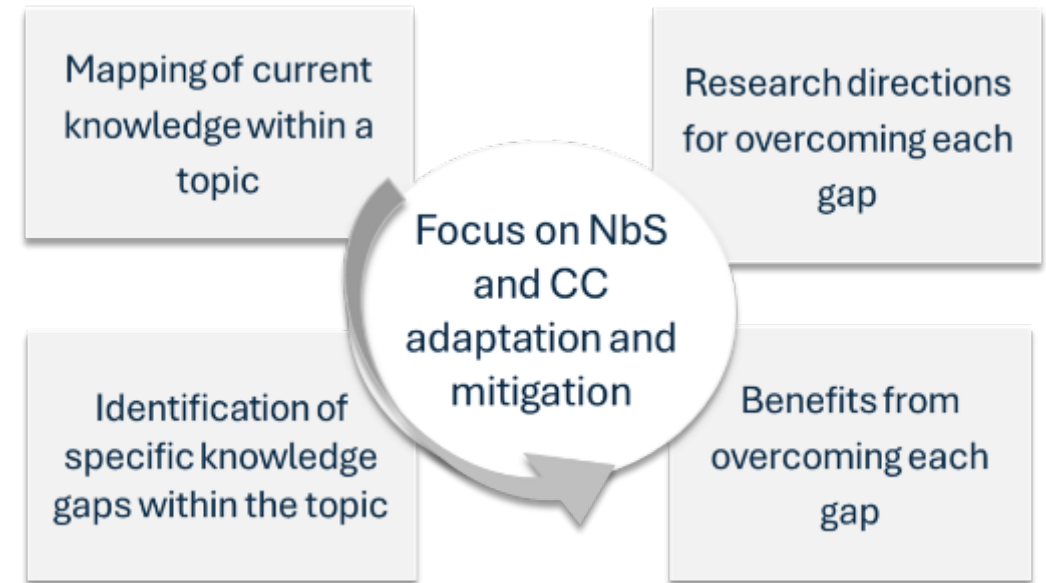 Mapping of current
knowledge within a
topic
Research directions
for overcoming each
gap
Focus on NbS
and CC
adaptation and
mitigation
Identification of
specific knowledge
gaps within the topic
Benefits from
overcoming each
gap